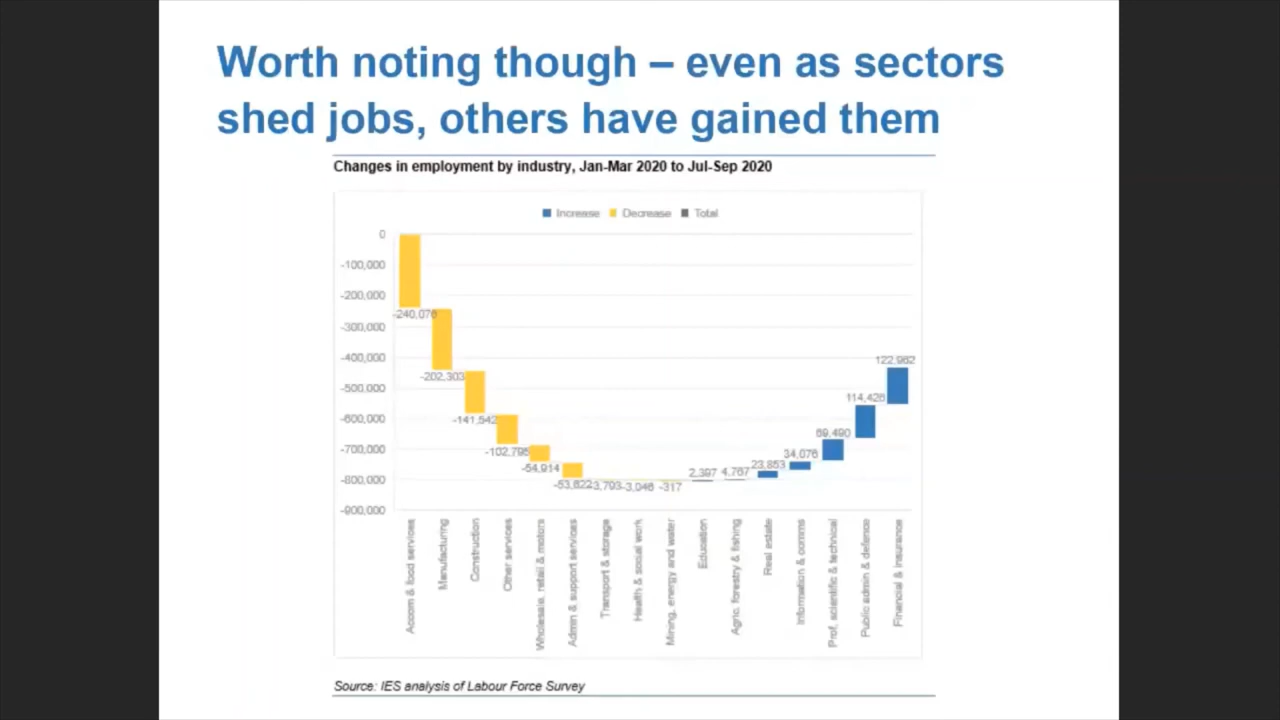 Worth noting though – even as sectors
shed jobs, others have gained them
Changes in employment by industry, Jan-Mar 2020 to Jul-Sep 2020
Increase Decrease Total
0
-100,000
-200,000
-300,000
-400,000
-500,000
-600,000
-700,000
-800,000
-900,000
-240,076
-202,303
-141,542
-102,796
-54,914
-53,622
-3,793
-3,046
-317
2,397
4,767
23,853
34,076
69,490
114,426
122,962
Accom & food services
Manufacturing
Construction
Other services
Wholesale, retail & motors
Admin & support services
Transport & storage
Health & social work
Mining, energy and water
Education
Agric, forestry & fishing
Real estate
Information & comms
Prof, scientific & technical
Public admin & defence
Financial & insurance
Source: IES analysis of Labour Force Survey